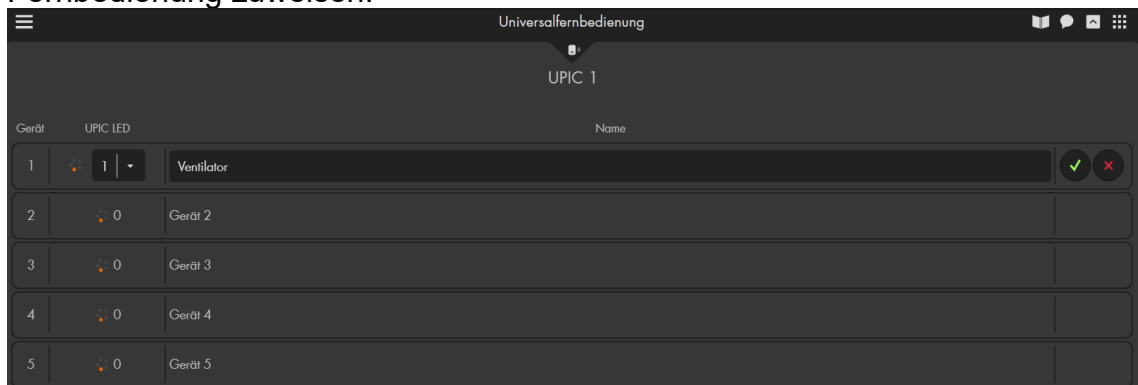 Fernbedienung zuweisen.
Universalfernbedienung
UPIC 1
Gerät UPIC LED Name
1 1 Ventilator
2 0 Gerät 2
3 0 Gerät 3
4 0 Gerät 4
5 0 Gerät 5